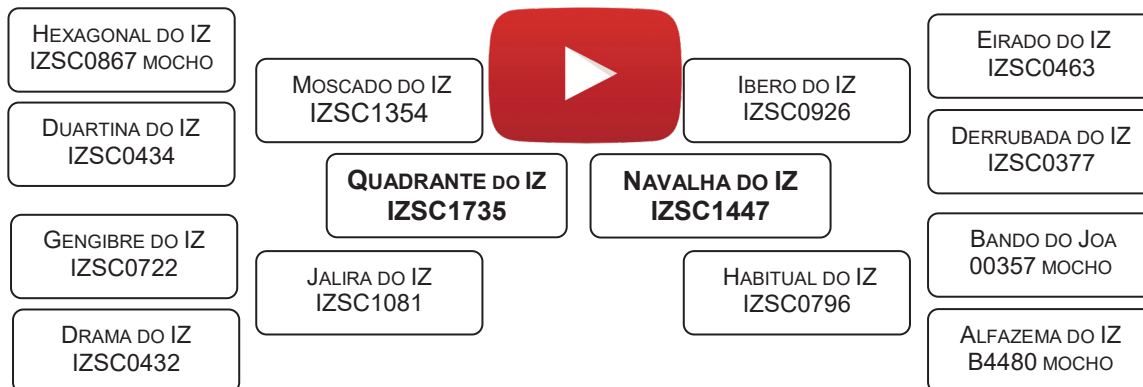 HEXAGONAL DO IZ
IZSC0867 MOCHO
DUARTINA DO IZ
IZSC0434
GENGIBRE DO IZ
IZSC0722
DRAMA DO IZ
IZSC0432
MOSCADO DO IZ
IZSC1354
JALIRA DO IZ
IZSC1081
QUADRANTE DO IZ
IZSC1735
NAVALHA DO IZ
IZSC1447
IBERO DO IZ
IZSC0926
HABITUAL DO IZ
IZSC0796
EIRADO DO IZ
IZSC0463
DERRUBADA DO IZ
IZSC0377
BANDO DO JOA
00357 MOCHO
ALFAZEMA DO IZ
B4480 MOCHO